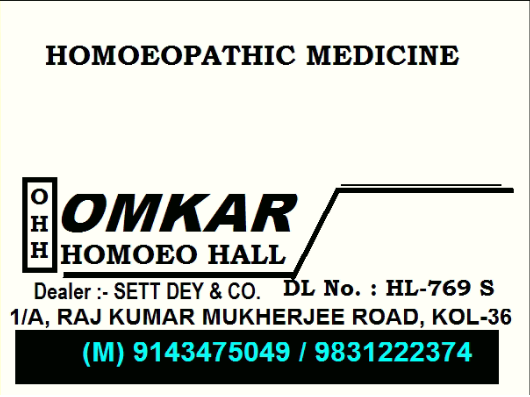 HOMOEOPATHIC MEDICINE
OHH
OMKAR
HOMOEO HALL
Dealer :- SETT DEY & CO. DL No. : HL-769 S
1/A, RAJ KUMAR MUKHERJEE ROAD, KOL-36
(M) 9143475049 / 9831222374